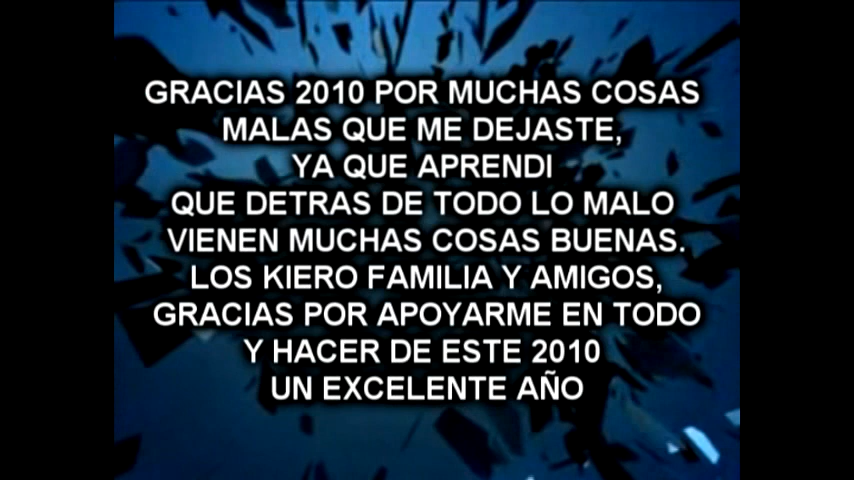 GRACIAS 2010 POR MUCHAS COSAS
MALAS QUE ME DEJASTE,
YA QUE APRENDI
QUE DETRAS DE TODO LO MALO
VIENEN MUCHAS COSAS BUENAS.
LOS KIERO FAMILIA Y AMIGOS,
GRACIAS POR APOYARME EN TODO
Y HACER DE ESTE 2010
UN EXCELENTE AÑO